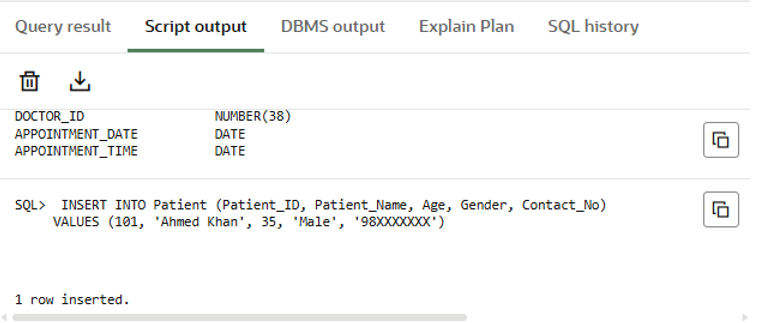 Query result Script output DBMS output Explain Plan SQL history
DOCTOR_ID NUMBER(38)
APPOINTMENT_DATE DATE
APPOINTMENT_TIME DATE
SQL> INSERT INTO Patient (Patient_ID, Patient_Name, Age, Gender, Contact_No)
VALUES (101, 'Ahmed Khan', 35, 'Male', '98XXXXXXX')
1 row inserted.